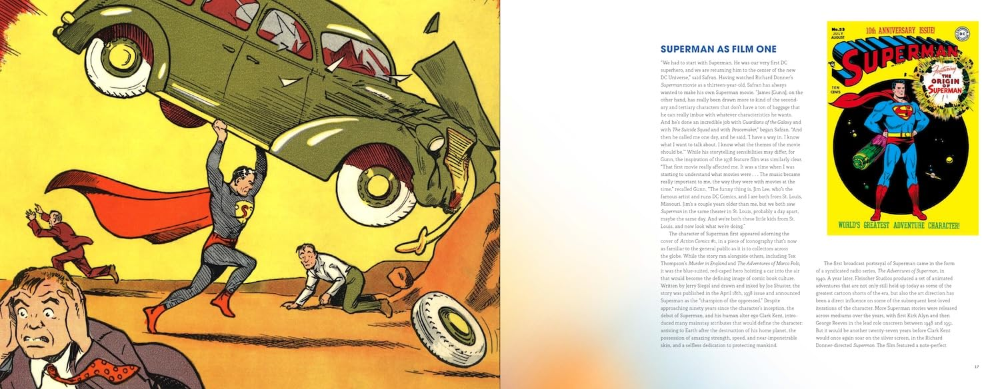 SUPERMAN AS FILM ONE
“We had to start with Superman. He was our very first DC
superhero, and we are returning him to the center of the new
DC Universe,” said Safran. Having watched Richard Donner’s
Superman movie as a thirteen-year-old, Safran has always
wanted to make his own Superman movie. “James [Gunn], on the
other hand, has really been drawn more to kind of the second-
ary and tertiary characters that don’t have a ton of baggage that
he can really imbue with whatever characteristics he wants.
And he’s done an incredible job with Guardians of the Galaxy and
with The Suicide Squad and with Peacemaker,” began Safran. “And
then he called me one day, and he said, ‘I have a way in. I know
what I want to talk about. I know what the themes of the movie
should be.’” While his storytelling sensibilities may differ, for
Gunn, the inspiration of the 1978 feature film was similarly clear.
“That first movie really affected me. It was a time when I was
starting to understand what movies were . . . The music became
really important to me, the way they were with movies at the
time,” recalled Gunn. “The funny thing is, Jim Lee, who’s the
famous artist and runs DC Comics, and I are both from St. Louis,
Missouri. Jim’s a couple years older than me, but we both saw
Superman in the same theater in St. Louis, probably a day apart,
maybe the same day. And we’re both these little kids from St.
Louis, and now look what we’re doing.”
The character of Superman first appeared adorning the
cover of Action Comics #1, in a piece of iconography that’s now
as familiar to the general public as it is to collectors across
the globe. While the story ran alongside others, including Tex
Thompson’s Murder in England and The Adventures of Marco Polo,
it was the blue-suited, red-caped hero hoisting a car into the air
that would become the defining image of comic book culture.
Written by Jerry Siegel and drawn and inked by Joe Shuster, the
story was published in the April 18th, 1938 issue and announced
Superman as the “champion of the oppressed.” Despite
approaching ninety years since the character’s inception, the
debut of Superman, and his human alter ego Clark Kent, intro-
duced many mainstay attributes that would define the character:
arriving to Earth after the destruction of his home planet, the
possession of amazing strength, speed, and near-impenetrable
skin, and a selfless dedication to protecting mankind.
No.53
JULY
AUGUST
10th ANNIVERSARY ISSUE!
DC
SUPERMAN
TEN
CENTS
Featuring
THE
ORIGIN
OF
SUPERMAN
S
WORLD'S GREATEST ADVENTURE CHARACTER!
The first broadcast portrayal of Superman came in the form
of a syndicated radio series, The Adventures of Superman, in
1940. A year later, Fleischer Studios produced a set of animated
adventures that are not only still held up today as some of the
greatest cartoon shorts of the era, but also the art direction has
been a direct influence on some of the subsequent best-loved
iterations of the character. More Superman stories were released
across mediums over the years, with first Kirk Alyn and then
George Reeves in the lead role onscreen between 1948 and 1951.
But it would be another twenty-seven years before Clark Kent
would once again soar on the silver screen, in the Richard
Donner-directed Superman. The film featured a note-perfect
17